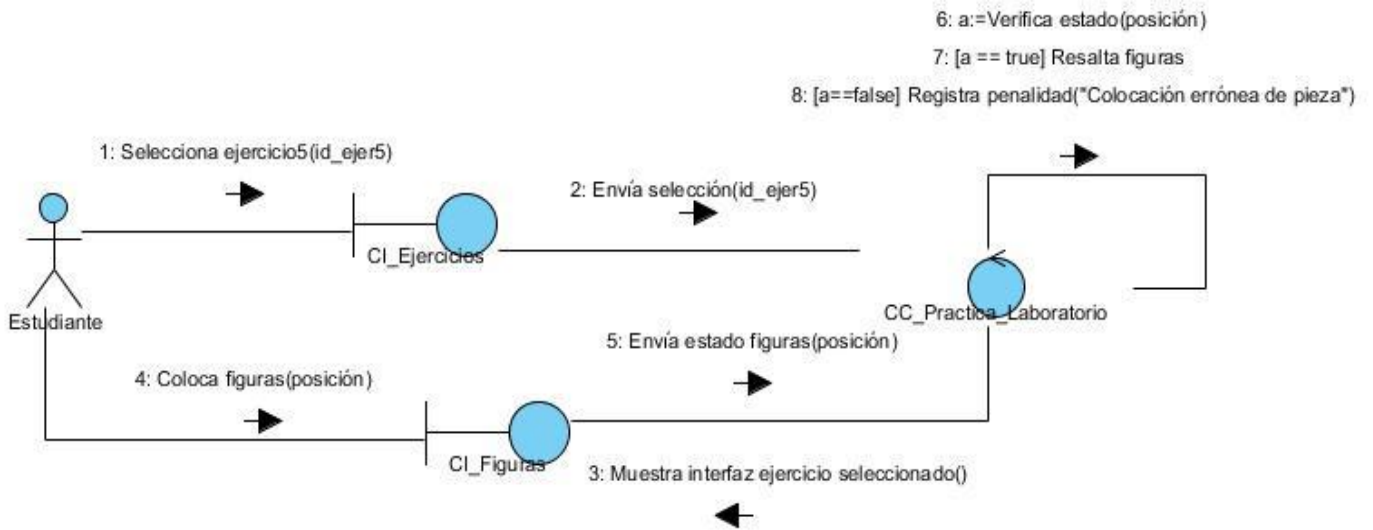 6: a:=Verifica estado(posición)
7: [a == true] Resalta figuras
8: [a==false] Registra penalidad("Colocación errónea de pieza")
1: Selecciona ejercicio5(id_ejer5)
2: Envía selección(id_ejer5)
CI_Ejercicios
Estudiante
CC_Practica_Laboratorio
5: Envía estado figuras(posición)
4: Coloca figuras(posición)
CI_Figuras
3: Muestra interfaz ejercicio seleccionado()